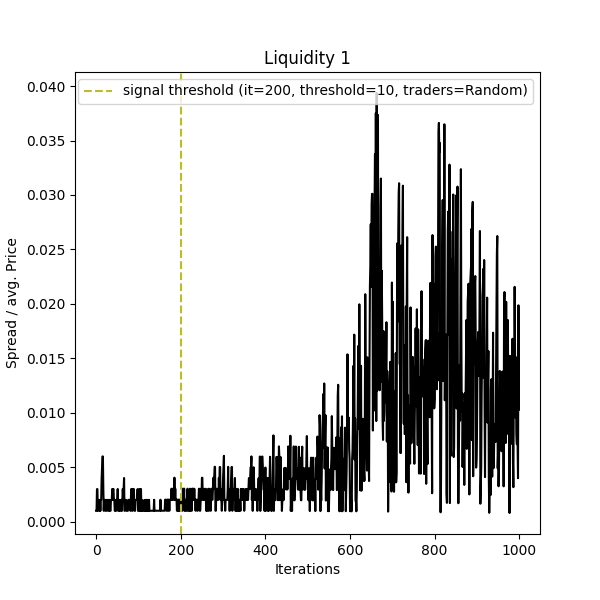 Liquidity 1
signal threshold (it=200, threshold=10, traders=Random)
Spread / avg. Price
0.040
0.035
0.030
0.025
0.020
0.015
0.010
0.005
0.000
0 200 400 600 800 1000
Iterations